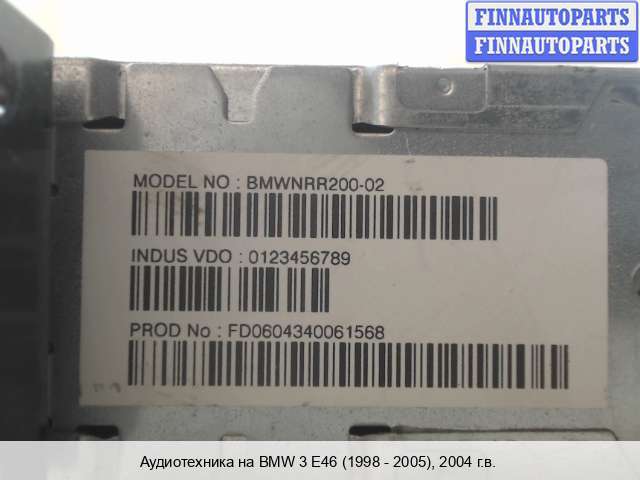 FINNAUTOPARTS
FINNAUTOPARTS
MODEL NO : BMWNRR200-02
INDUS VDO : 0123456789
PROD No : FD0604340061568
Аудиотехника на BMW 3 E46 (1998 - 2005), 2004 г.в.